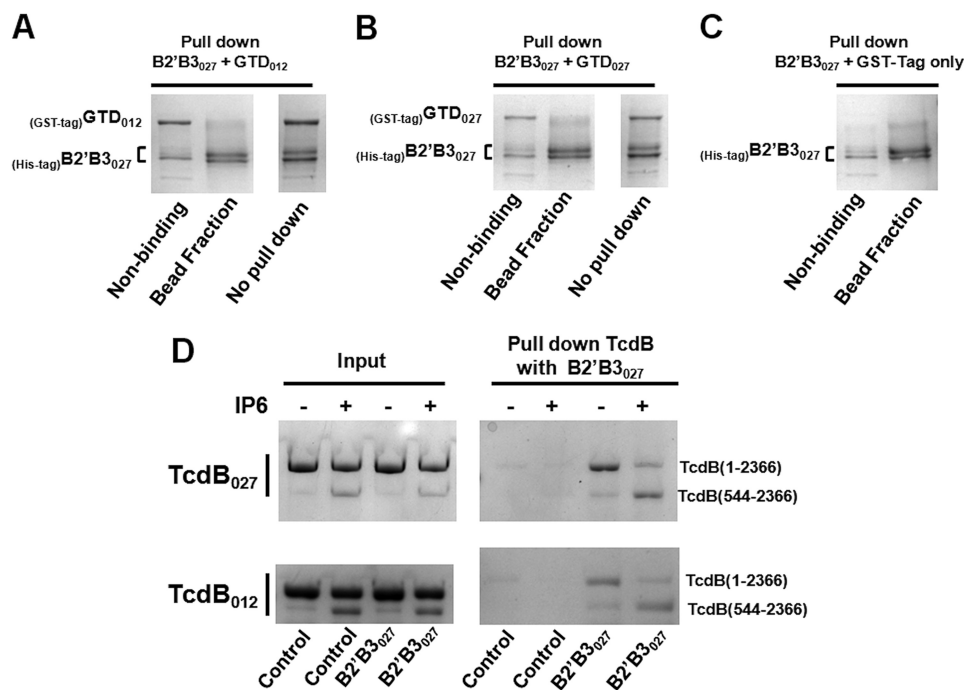 A
Pull down
B2'B3027 + GTD012
(GST-tag)GTD012
(His-tag)B2'B3027
Non-binding
Bead Fraction
No pull down
B
Pull down
B2'B3027 + GTD027
(GST-tag)GTD027
(His-tag)B2'B3027
Non-binding
Bead Fraction
No pull down
C
Pull down
B2'B3027 + GST-Tag only
(His-tag)B2'B3027
Non-binding
Bead Fraction
D
Input
Pull down TcdB
with B2'B3027
IP6 - + - + - + - +
TcdB027
TcdB(1-2366)
TcdB(544-2366)
TcdB012
TcdB(1-2366)
TcdB(544-2366)
Control
Control
B2'B3027
B2'B3027
Control
Control
B2'B3027
B2'B3027